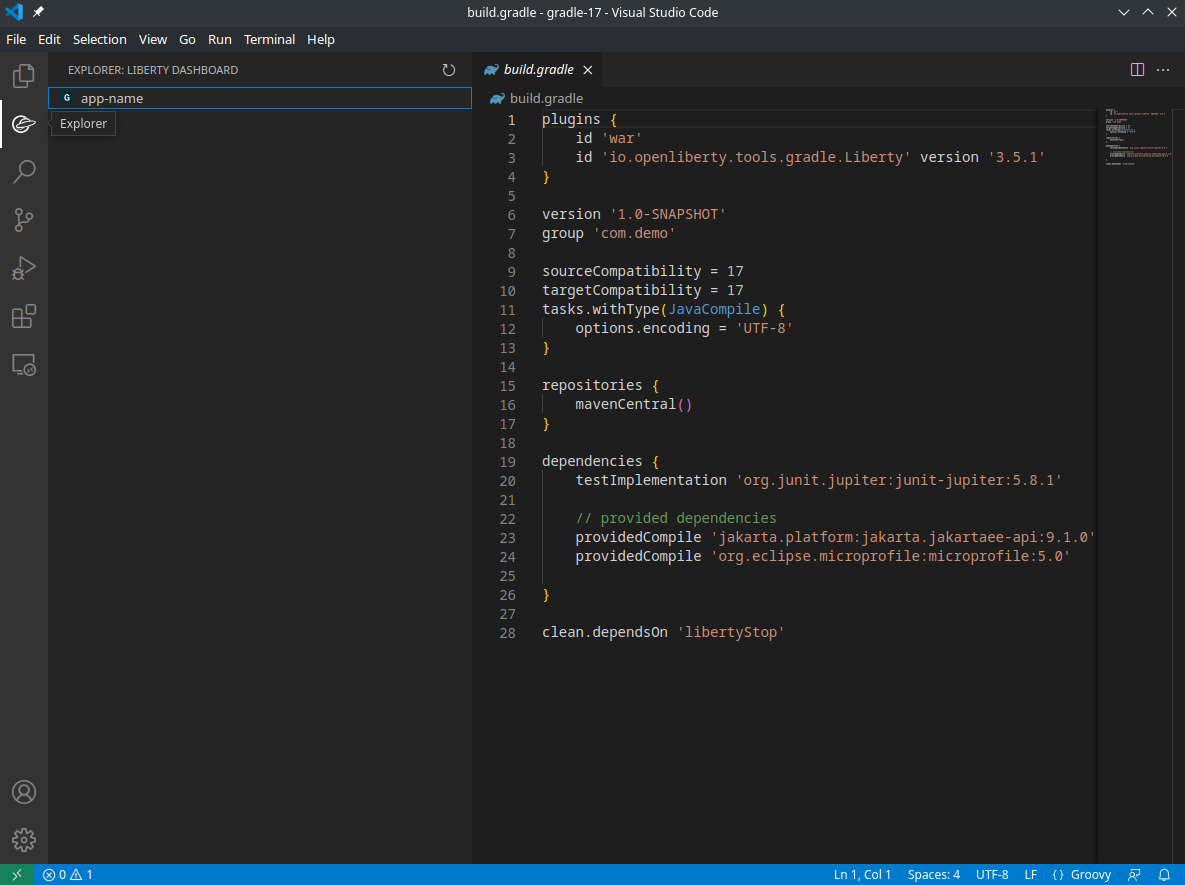 build.gradle - gradle-17 - Visual Studio Code
File Edit Selection View Go Run Terminal Help
EXPLORER: LIBERTY DASHBOARD
G app-name
Explorer
build.gradle
build.gradle
1 plugins {
2 id 'war'
3 id 'io.openliberty.tools.gradle.Liberty' version '3.5.1'
4 }
5
6 version '1.0-SNAPSHOT'
7 group 'com.demo'
8
9 sourceCompatibility = 17
10 targetCompatibility = 17
11 tasks.withType(JavaCompile) {
12 options.encoding = 'UTF-8'
13 }
14
15 repositories {
16 mavenCentral()
17 }
18
19 dependencies {
20 testImplementation 'org.junit.jupiter:junit-jupiter:5.8.1'
21
22 // provided dependencies
23 providedCompile 'jakarta.platform:jakarta.jakartaee-api:9.1.0'
24 providedCompile 'org.eclipse.microprofile:microprofile:5.0'
25
26 }
27
28 clean.dependsOn 'libertyStop'
0 1 Ln 1, Col 1 Spaces: 4 UTF-8 LF { } Groovy